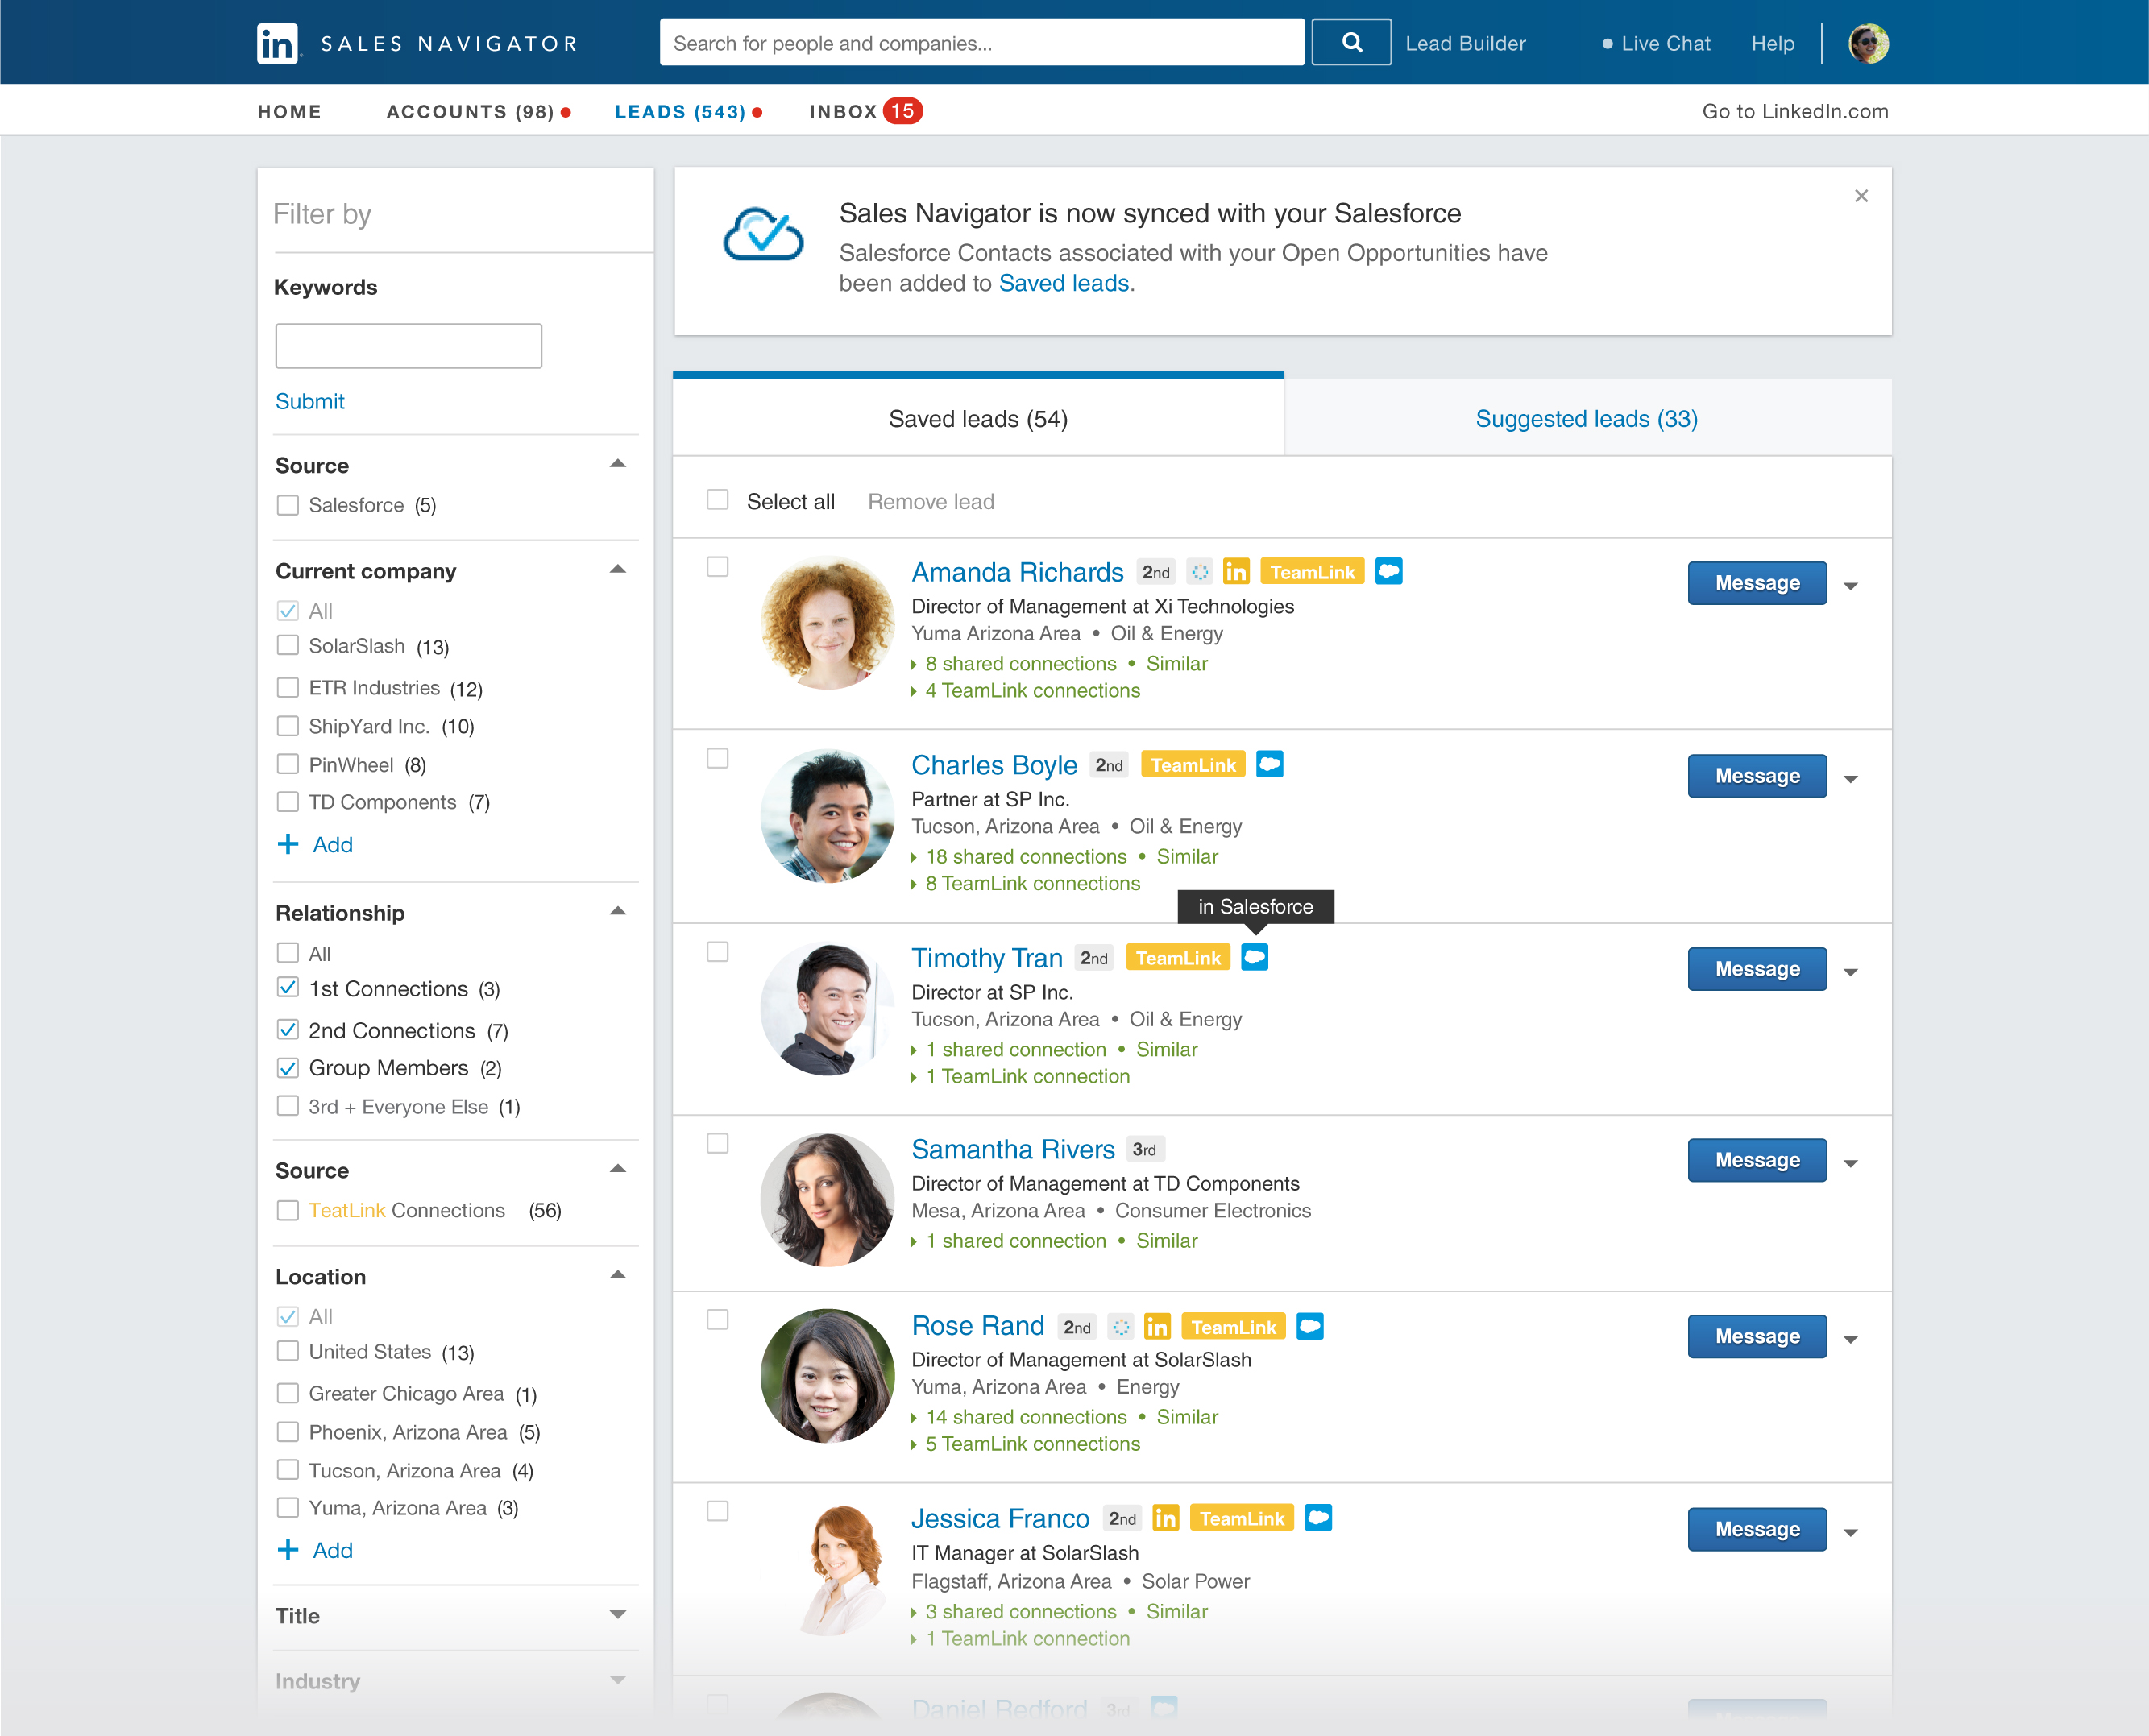 in SALES NAVIGATOR
Search for people and companies...
Lead Builder
Live Chat
Help
HOME
ACCOUNTS (98)
LEADS (543)
INBOX 15
Go to LinkedIn.com
Filter by
Keywords
Submit
Source
Salesforce (5)
Current company
All
SolarSlash (13)
ETR Industries (12)
ShipYard Inc. (10)
PinWheel (8)
TD Components (7)
+ Add
Relationship
All
1st Connections (3)
2nd Connections (7)
Group Members (2)
3rd + Everyone Else (1)
Source
TeatLink Connections (56)
Location
All
United States (13)
Greater Chicago Area (1)
Phoenix, Arizona Area (5)
Tucson, Arizona Area (4)
Yuma, Arizona Area (3)
+ Add
Title
Industry
Sales Navigator is now synced with your Salesforce
Salesforce Contacts associated with your Open Opportunities have
been added to Saved leads.
Saved leads (54)
Suggested leads (33)
Select all
Remove lead
Amanda Richards 2nd in TeamLink
Director of Management at Xi Technologies
Yuma Arizona Area • Oil & Energy
8 shared connections • Similar
4 TeamLink connections
Message
Charles Boyle 2nd TeamLink
Partner at SP Inc.
Tucson, Arizona Area • Oil & Energy
18 shared connections • Similar
8 TeamLink connections
Message
in Salesforce
Timothy Tran 2nd TeamLink
Director at SP Inc.
Tucson, Arizona Area • Oil & Energy
1 shared connection • Similar
1 TeamLink connection
Message
Samantha Rivers 3rd
Director of Management at TD Components
Mesa, Arizona Area • Consumer Electronics
1 shared connection • Similar
Message
Rose Rand 2nd in TeamLink
Director of Management at SolarSlash
Yuma, Arizona Area • Energy
14 shared connections • Similar
5 TeamLink connections
Message
Jessica Franco 2nd in TeamLink
IT Manager at SolarSlash
Flagstaff, Arizona Area • Solar Power
3 shared connections • Similar
1 TeamLink connection
Message
Daniel Redford 3rd